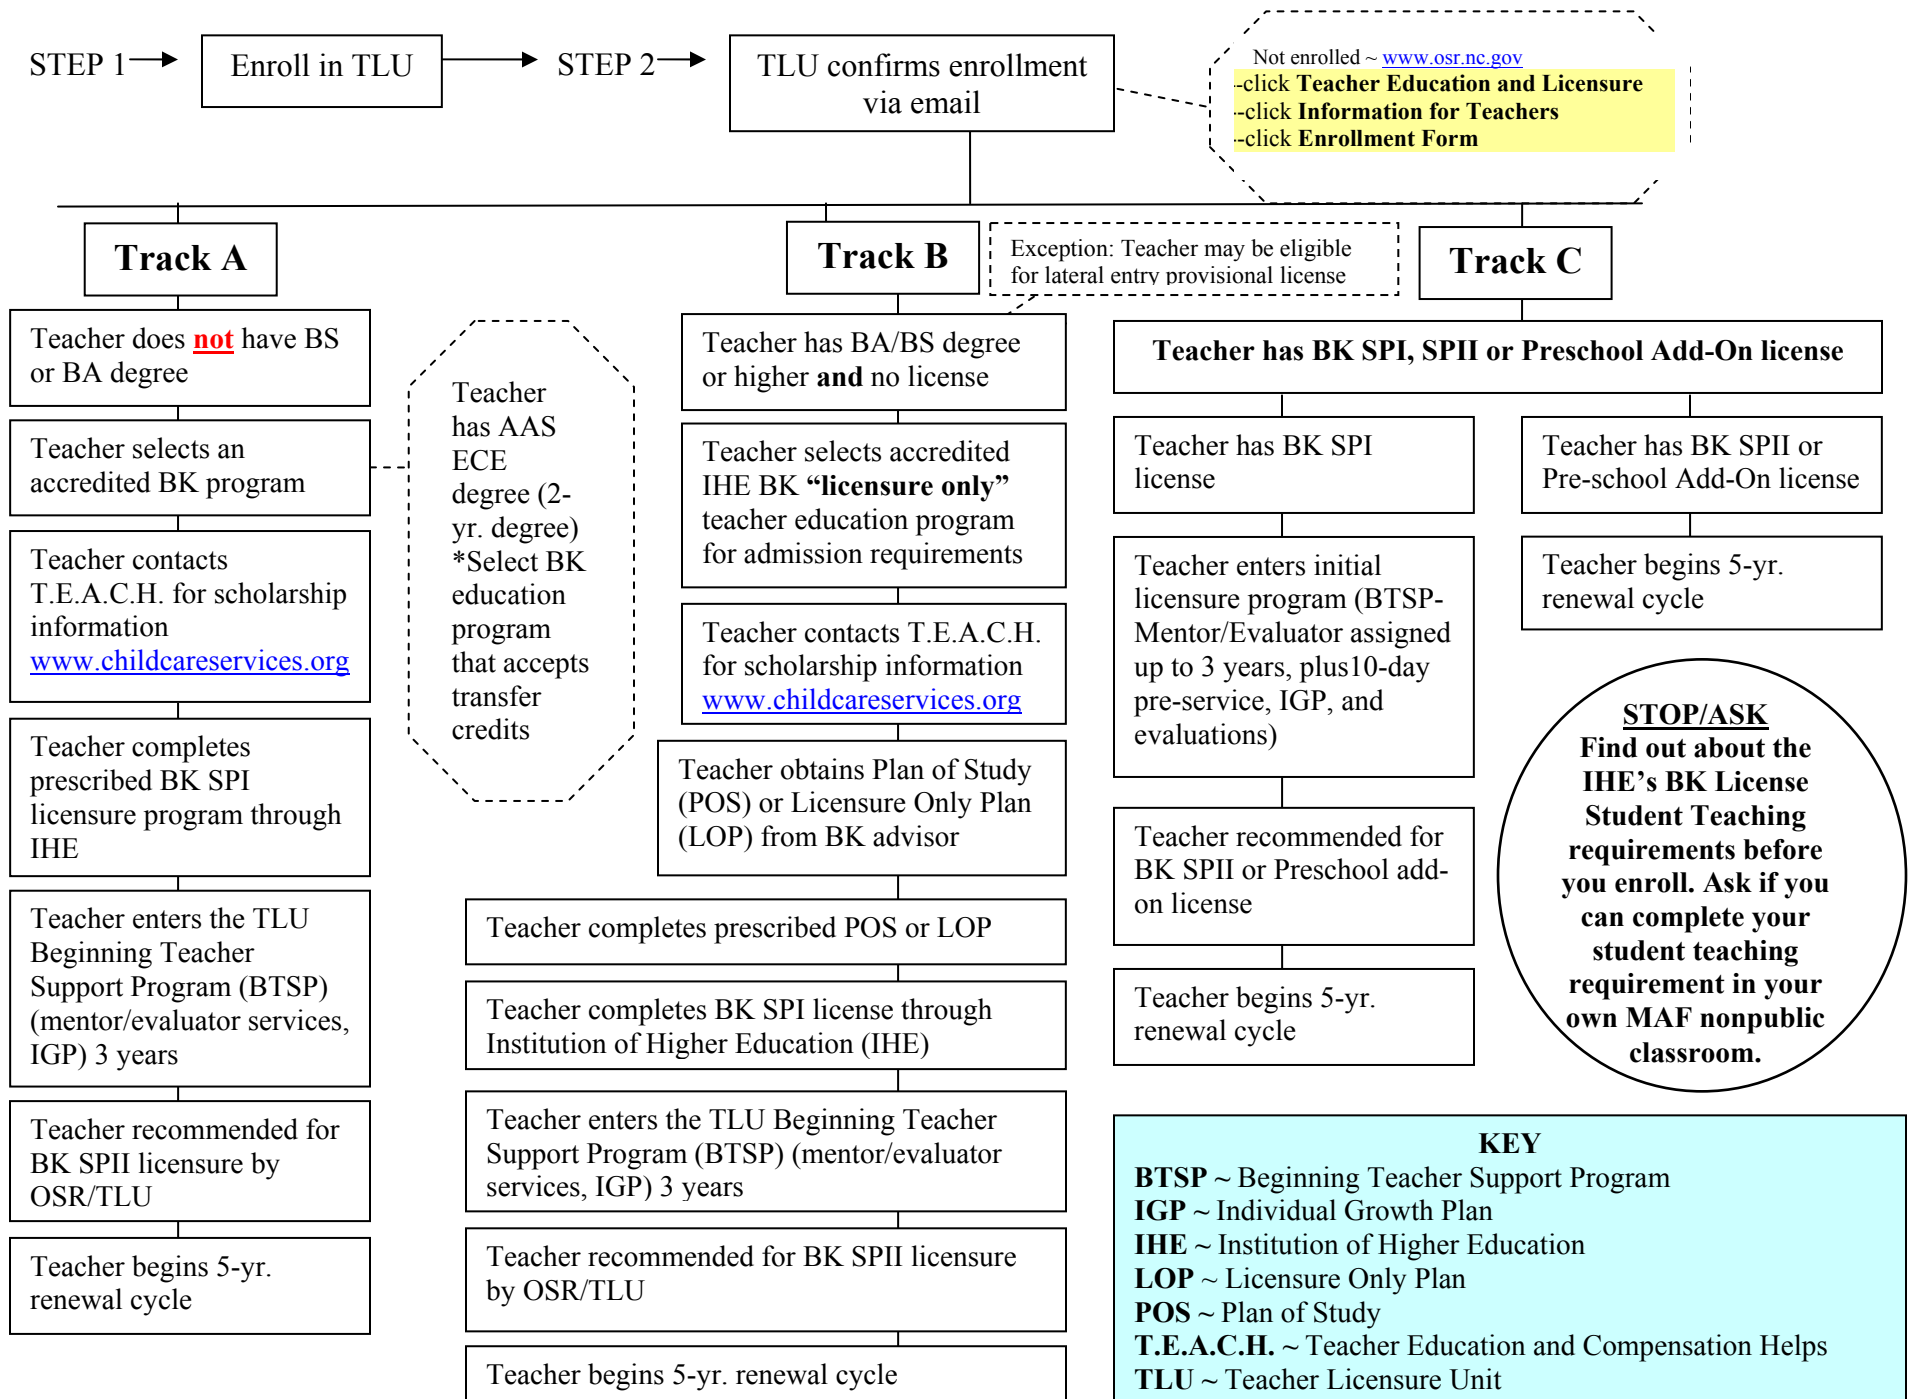 STEP 1
Enroll in TLU
STEP 2
TLU confirms enrollment
via email
Not enrolled ~ www.osr.nc.gov
--click Teacher Education and Licensure
--click Information for Teachers
--click Enrollment Form
Track A
Teacher does not have BS
or BA degree
Teacher selects an
accredited BK program
Teacher contacts
T.E.A.C.H. for scholarship
information
www.childcareservices.org
Teacher completes
prescribed BK SPI
licensure program through
IHE
Teacher enters the TLU
Beginning Teacher
Support Program (BTSP)
(mentor/evaluator services,
IGP) 3 years
Teacher recommended for
BK SPII licensure by
OSR/TLU
Teacher begins 5-yr.
renewal cycle
Teacher
has AAS
ECE
degree (2-
yr. degree)
*Select BK
education
program
that accepts
transfer
credits
Track B
Exception: Teacher may be eligible
for lateral entry provisional license
Teacher has BA/BS degree
or higher and no license
Teacher selects accredited
IHE BK “licensure only”
teacher education program
for admission requirements
Teacher contacts T.E.A.C.H.
for scholarship information
www.childcareservices.org
Teacher obtains Plan of Study
(POS) or Licensure Only Plan
(LOP) from BK advisor
Teacher completes prescribed POS or LOP
Teacher completes BK SPI license through
Institution of Higher Education (IHE)
Teacher enters the TLU Beginning Teacher
Support Program (BTSP) (mentor/evaluator
services, IGP) 3 years
Teacher recommended for BK SPII licensure
by OSR/TLU
Teacher begins 5-yr. renewal cycle
Track C
Teacher has BK SPI, SPII or Preschool Add-On license
Teacher has BK SPI
license
Teacher enters initial
licensure program (BTSP-
Mentor/Evaluator assigned
up to 3 years, plus10-day
pre-service, IGP, and
evaluations)
Teacher recommended for
BK SPII or Preschool add-
on license
Teacher begins 5-yr.
renewal cycle
Teacher has BK SPII or
Pre-school Add-On license
Teacher begins 5-yr.
renewal cycle
STOP/ASK
Find out about the
IHE’s BK License
Student Teaching
requirements before
you enroll. Ask if you
can complete your
student teaching
requirement in your
own MAF nonpublic
classroom.
KEY
BTSP ~ Beginning Teacher Support Program
IGP ~ Individual Growth Plan
IHE ~ Institution of Higher Education
LOP ~ Licensure Only Plan
POS ~ Plan of Study
T.E.A.C.H. ~ Teacher Education and Compensation Helps
TLU ~ Teacher Licensure Unit